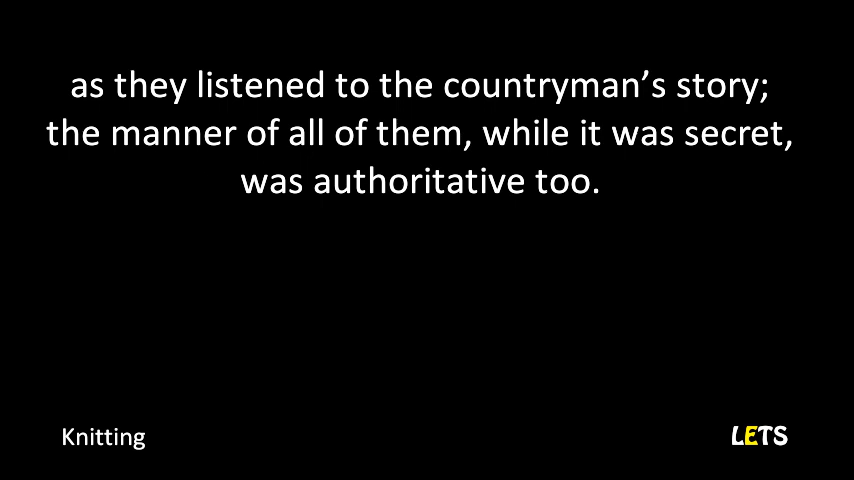 as they listened to the countryman’s story;
the manner of all of them, while it was secret,
was authoritative too.
Knitting
LETS